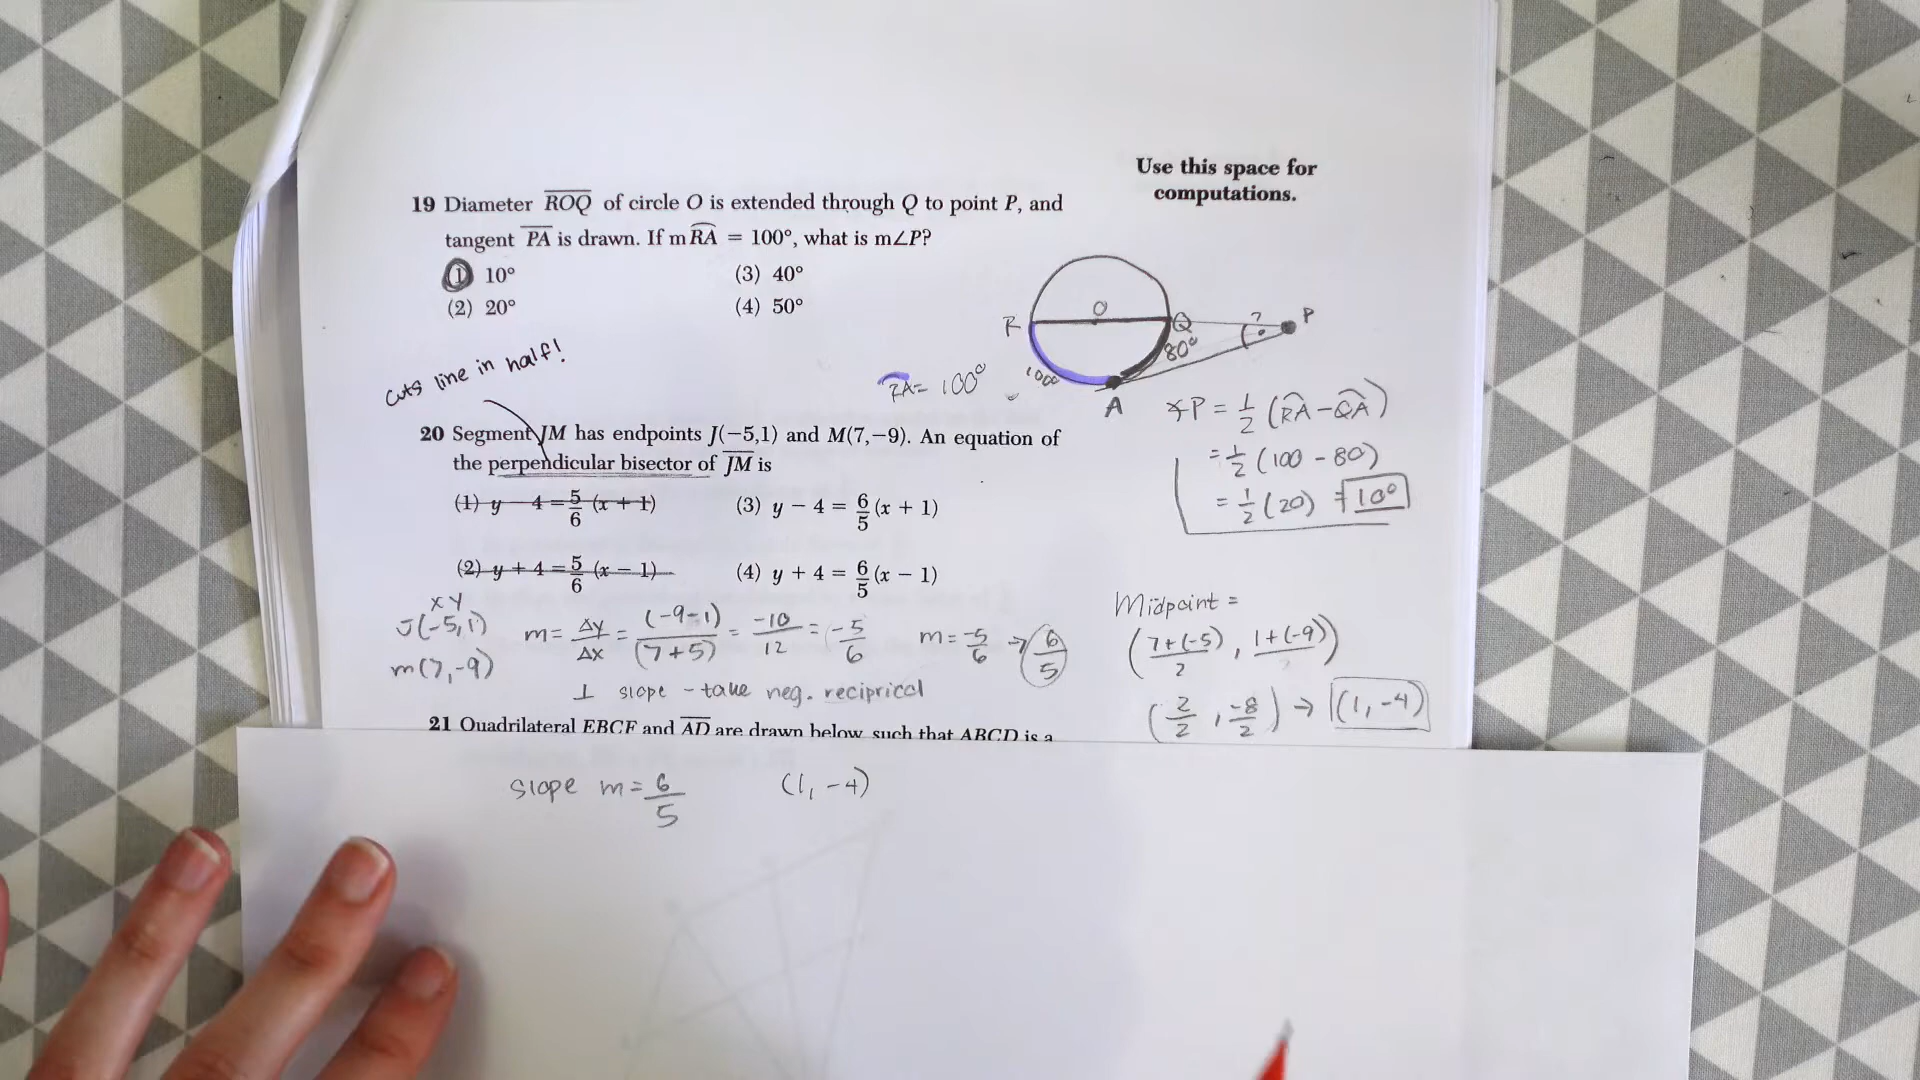 Use this space for
computations.
19 Diameter ROQ of circle O is extended through Q to point P, and
tangent PA is drawn. If mRA = 100°, what is m∠P?
(1) 10°
(3) 40°
(2) 20°
(4) 50°
R
O
Q
?
P
80°
100°
A
RA = 100°
∡P = 1/2 (RA - QA)
= 1/2 (100 - 80)
= 1/2 (20) = 10°
Cuts line in half!
20 Segment JM has endpoints J(−5,1) and M(7,−9). An equation of
the perpendicular bisector of JM is
(1) y − 4 = 5/6 (x + 1)
(3) y − 4 = 6/5 (x + 1)
(2) y + 4 = 5/6 (x − 1)
(4) y + 4 = 6/5 (x − 1)
x y
J(-5,1)
m(7,-9)
m = Δy/Δx = (-9-1)/(7+5) = -10/12 = -5/6
m = -5/6 → 6/5
⊥ slope - take neg. recipricol
Midpoint =
(7+(-5)/2 , 1+(-9)/2)
(2/2 , -8/2) → (1, -4)
21 Quadrilateral EBCF and AD are drawn below, such that ABCD is a
slope m = 6/5
(1, -4)